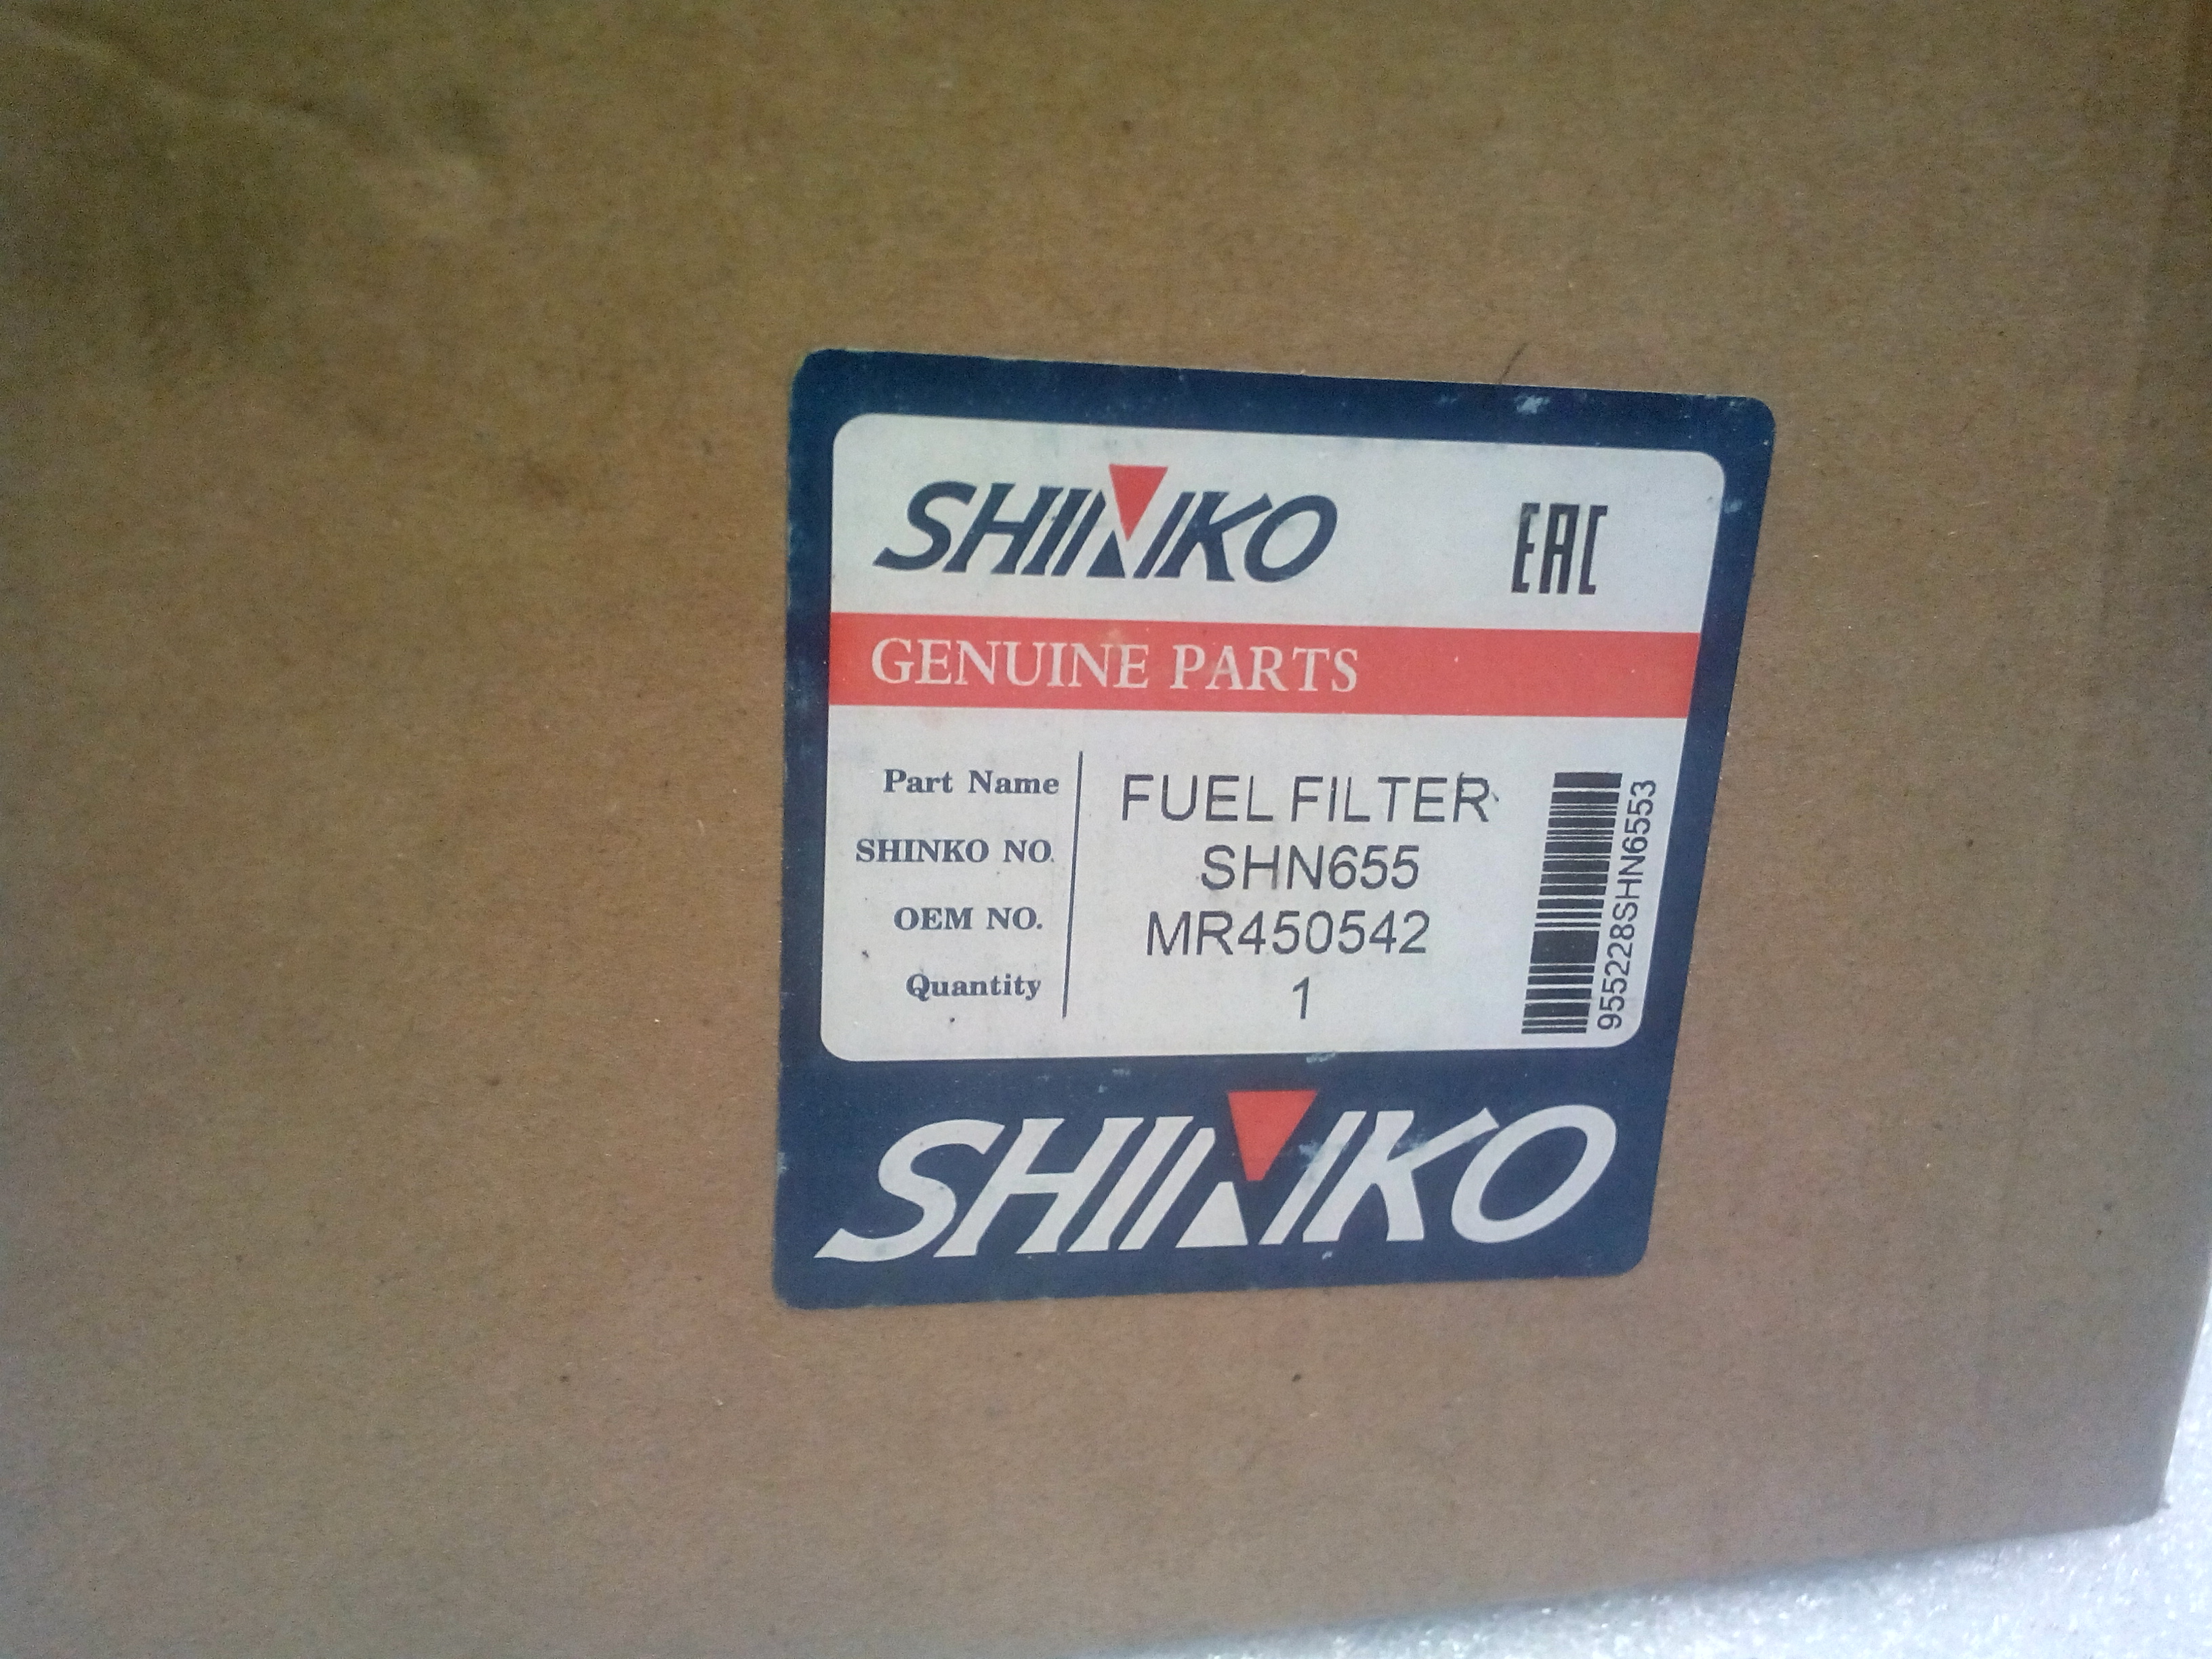 SHINKO EAC
GENUINE PARTS
Part Name FUEL FILTER
SHINKO NO. SHN655
OEM NO. MR450542
Quantity 1
955228SHN6553
SHINKO